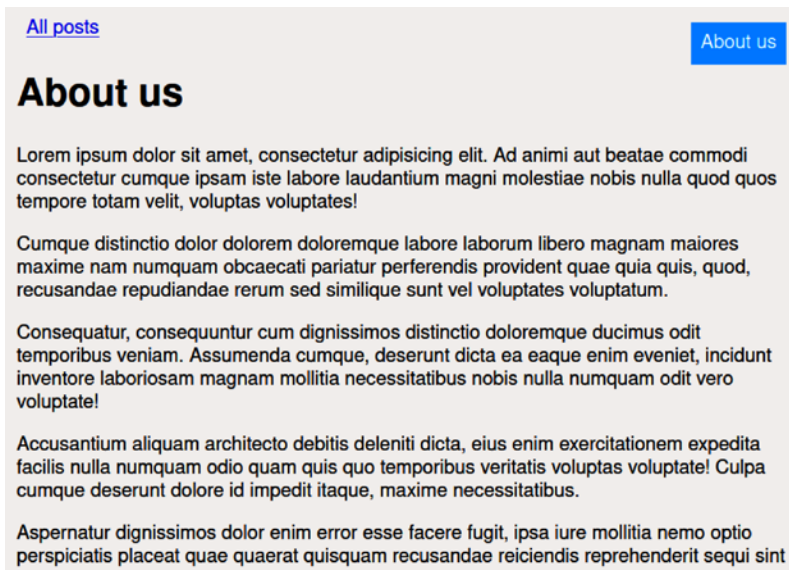 All posts
About us
About us
Lorem ipsum dolor sit amet, consectetur adipisicing elit. Ad animi aut beatae commodi
consectetur cumque ipsam iste labore laudantium magni molestiae nobis nulla quod quos
tempore totam velit, voluptas voluptates!
Cumque distinctio dolor dolorem doloremque labore laborum libero magnam maiores
maxime nam numquam obcaecati pariatur perferendis provident quae quia quis, quod,
recusandae repudiandae rerum sed similique sunt vel voluptates voluptatum.
Consequatur, consequuntur cum dignissimos distinctio doloremque ducimus odit
temporibus veniam. Assumenda cumque, deserunt dicta ea eaque enim eveniet, incidunt
inventore laboriosam magnam mollitia necessitatibus nobis nulla numquam odit vero
voluptate!
Accusantium aliquam architecto debitis deleniti dicta, eius enim exercitationem expedita
facilis nulla numquam odio quam quis quo temporibus veritatis voluptas voluptate! Culpa
cumque deserunt dolore id impedit itaque, maxime necessitatibus.
Aspernatur dignissimos dolor enim error esse facere fugit, ipsa iure mollitia nemo optio
perspiciatis placeat quae quaerat quisquam recusandae reiciendis reprehenderit sequi sint